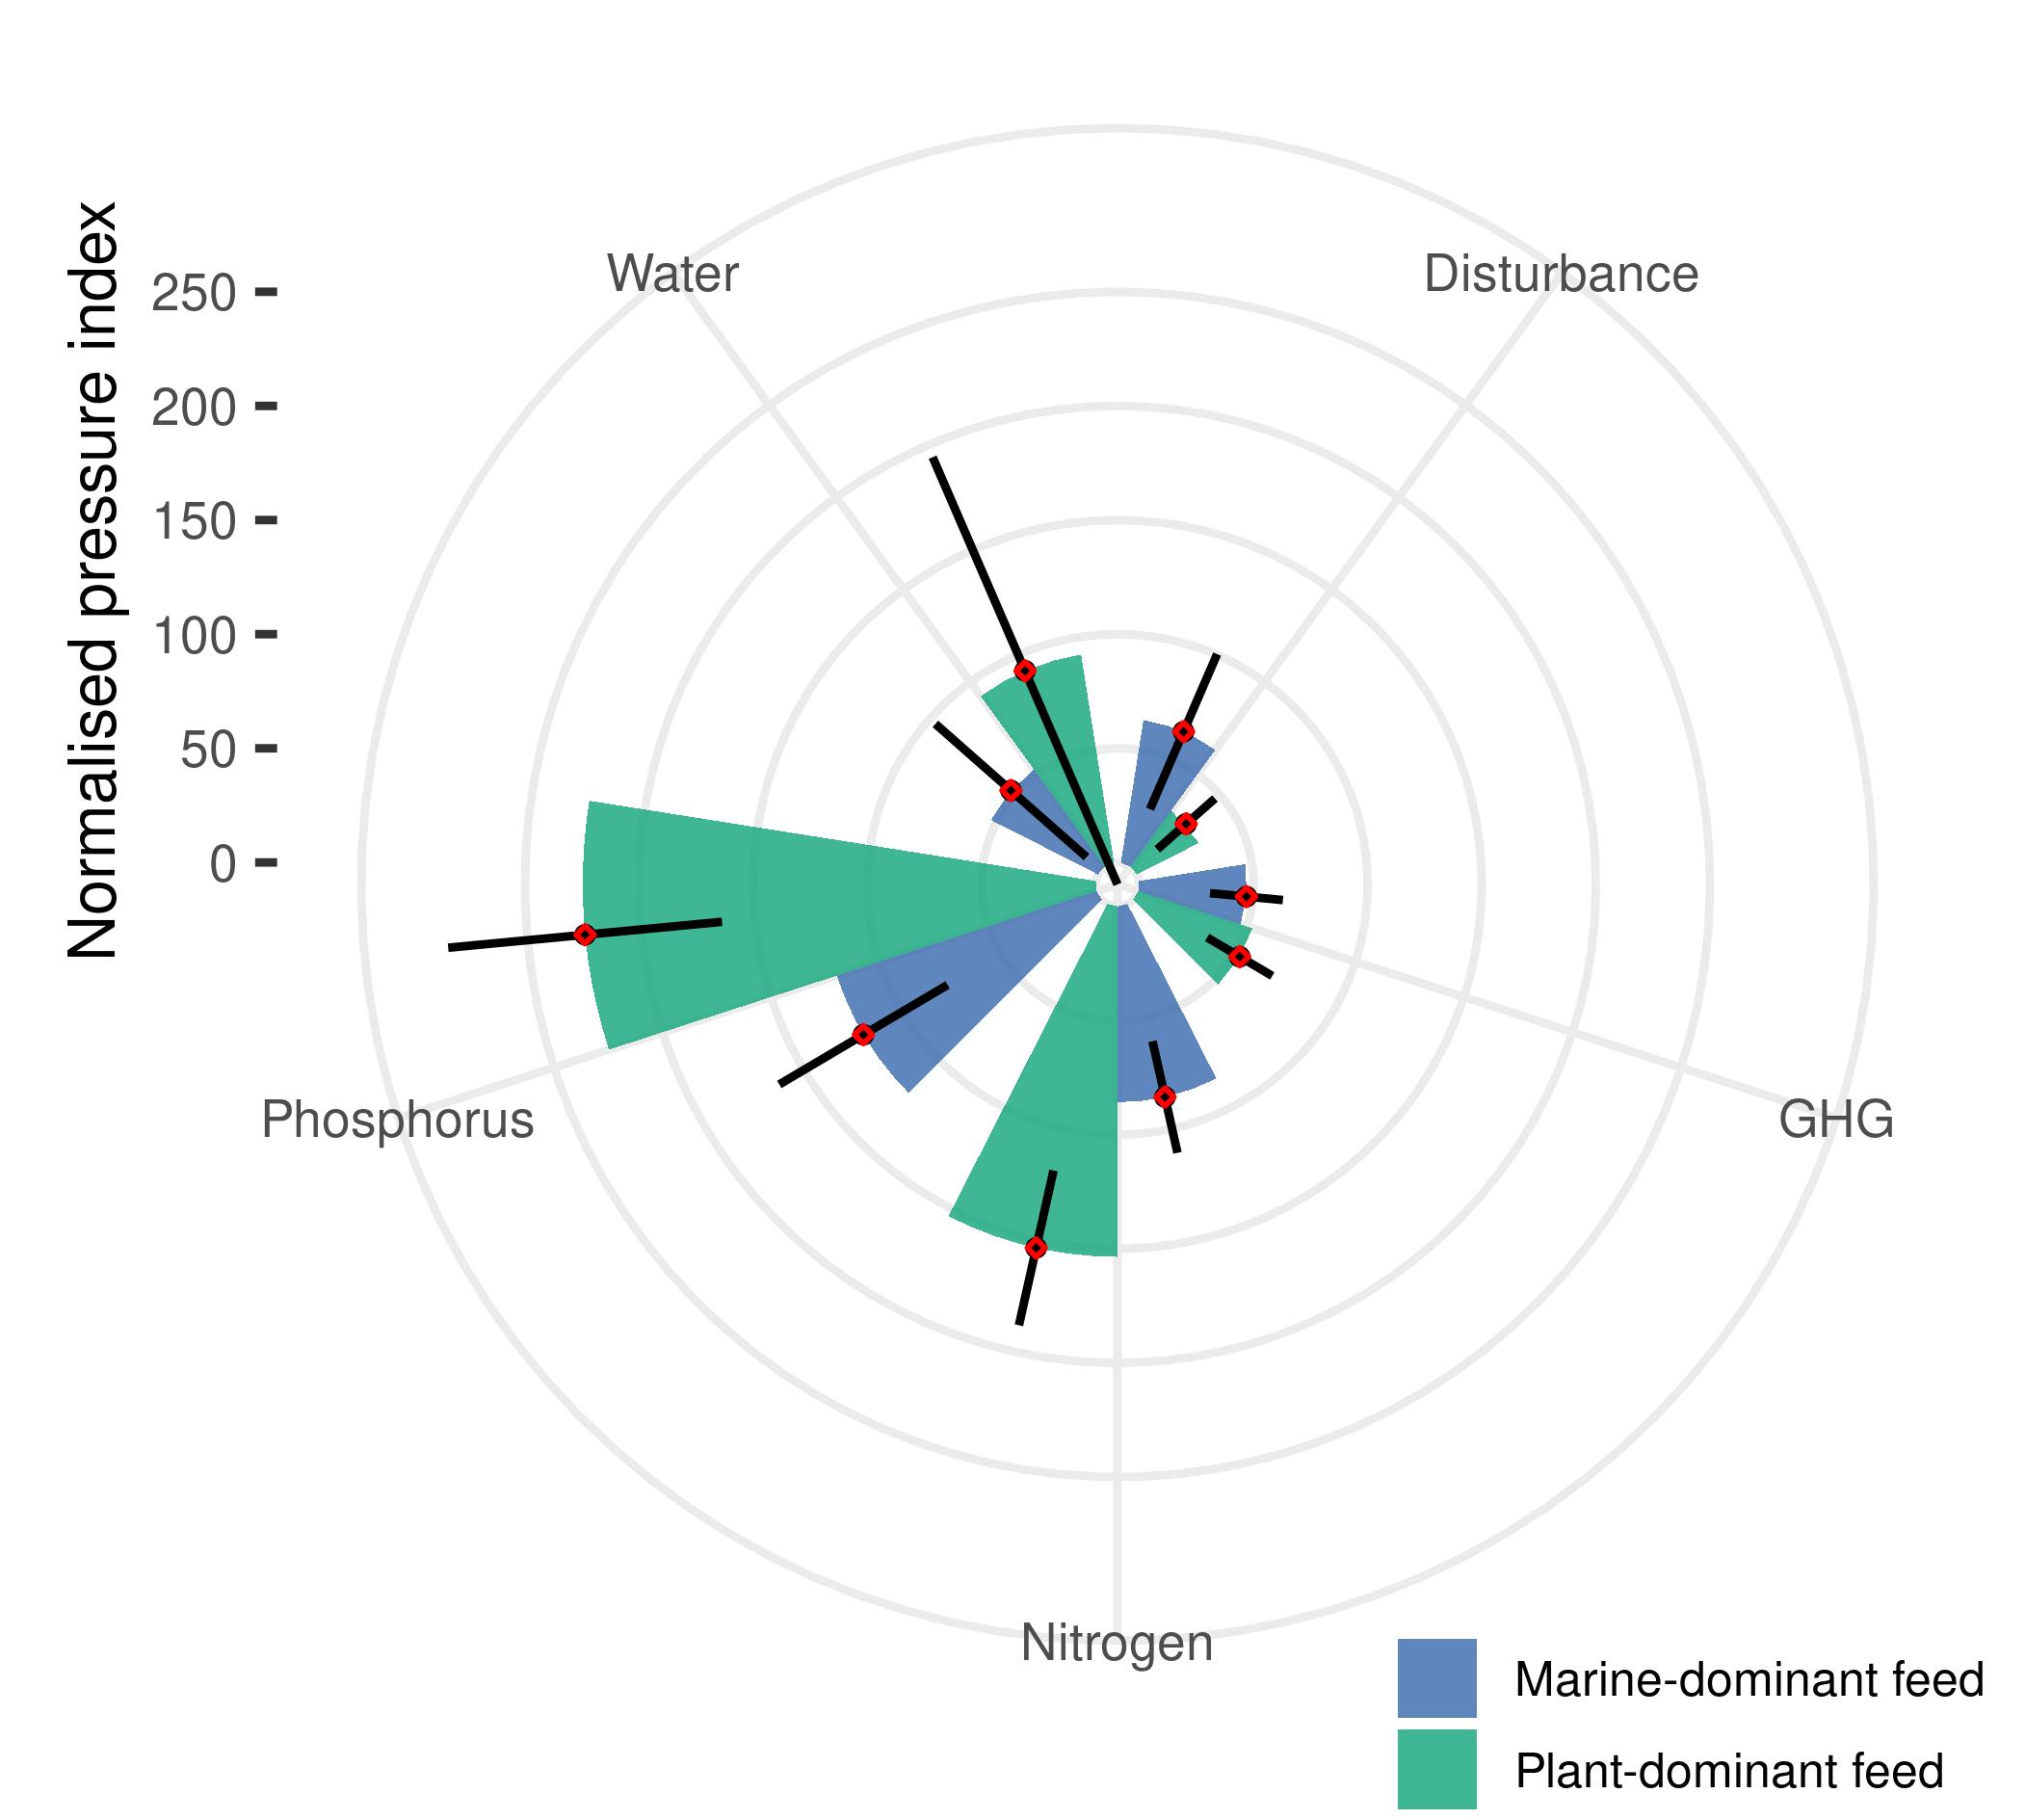 Normalised pressure index
250
200
150
100
50
0
Water
Disturbance
Phosphorus
GHG
Nitrogen
Marine-dominant feed
Plant-dominant feed